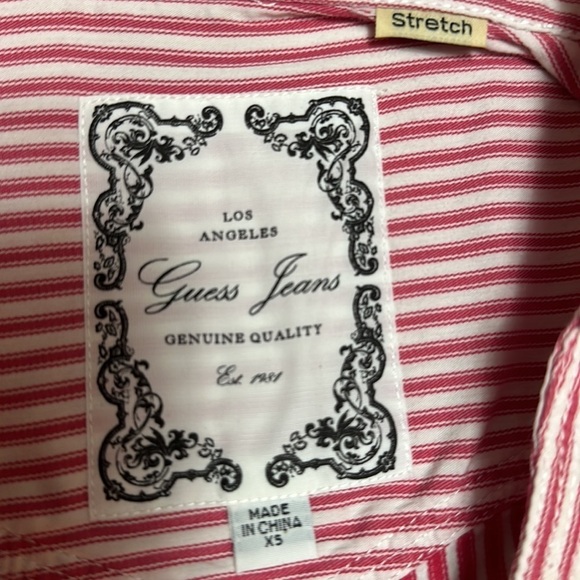 Stretch
LOS
ANGELES
Guess Jeans
GENUINE QUALITY
Est. 1981
MADE
IN CHINA
XS